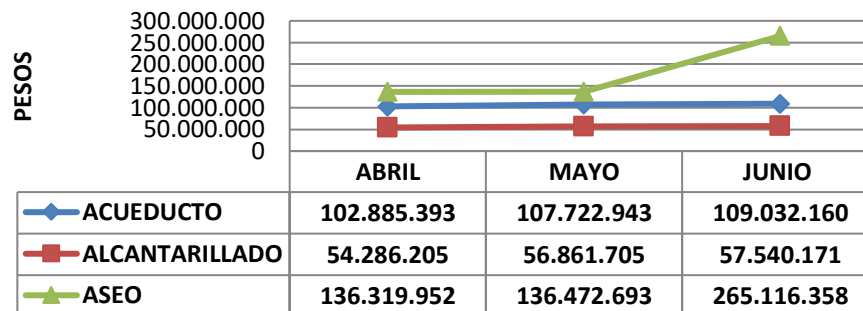 PESOS
300.000.000
250.000.000
200.000.000
150.000.000
100.000.000
50.000.000
0
ABRIL MAYO JUNIO
ACUEDUCTO 102.885.393 107.722.943 109.032.160
ALCANTARILLADO 54.286.205 56.861.705 57.540.171
ASEO 136.319.952 136.472.693 265.116.358